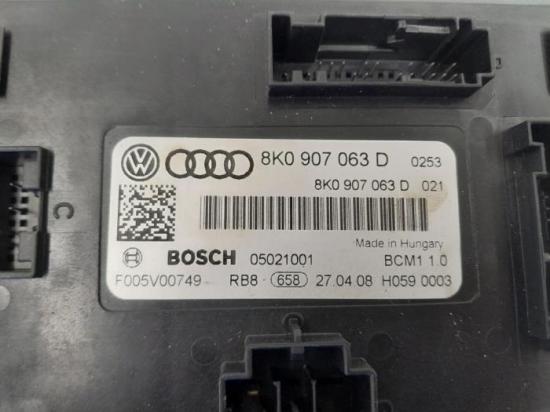 8K0 907 063 D 0253
8K0 907 063 D 021
Made in Hungary
BOSCH 05021001 BCM1 1.0
F005V00749 RB8 658 27.04.08 H059 0003
C